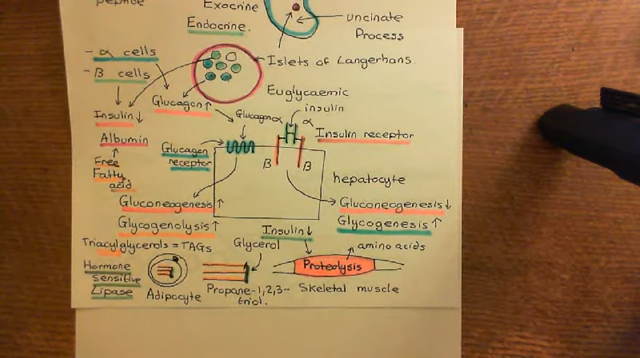 peptide
Exocrine
Endocrine.
uncinate
Process
- α cells
- β cells
Islets of Langerhans
Euglycaemic
Glucagon ↑
Insulin ↓
Glucagon
insulin
α
α
Insulin receptor
Albumin
Glucagen
receptor
β
β
Free
Fatty
acid
hepatocyte
Gluconeogenesis ↑
Gluconeogenesis ↓
Glycogenolysis ↑
Glycogenesis ↑
Insulin ↓
Triacylglycerols = TAGs
Glycerol
amino acids
Hormone
Sensitive
Lipase
Proteolysis
Adipocyte
Propane-1,2,3-
triol.
Skeletal muscle